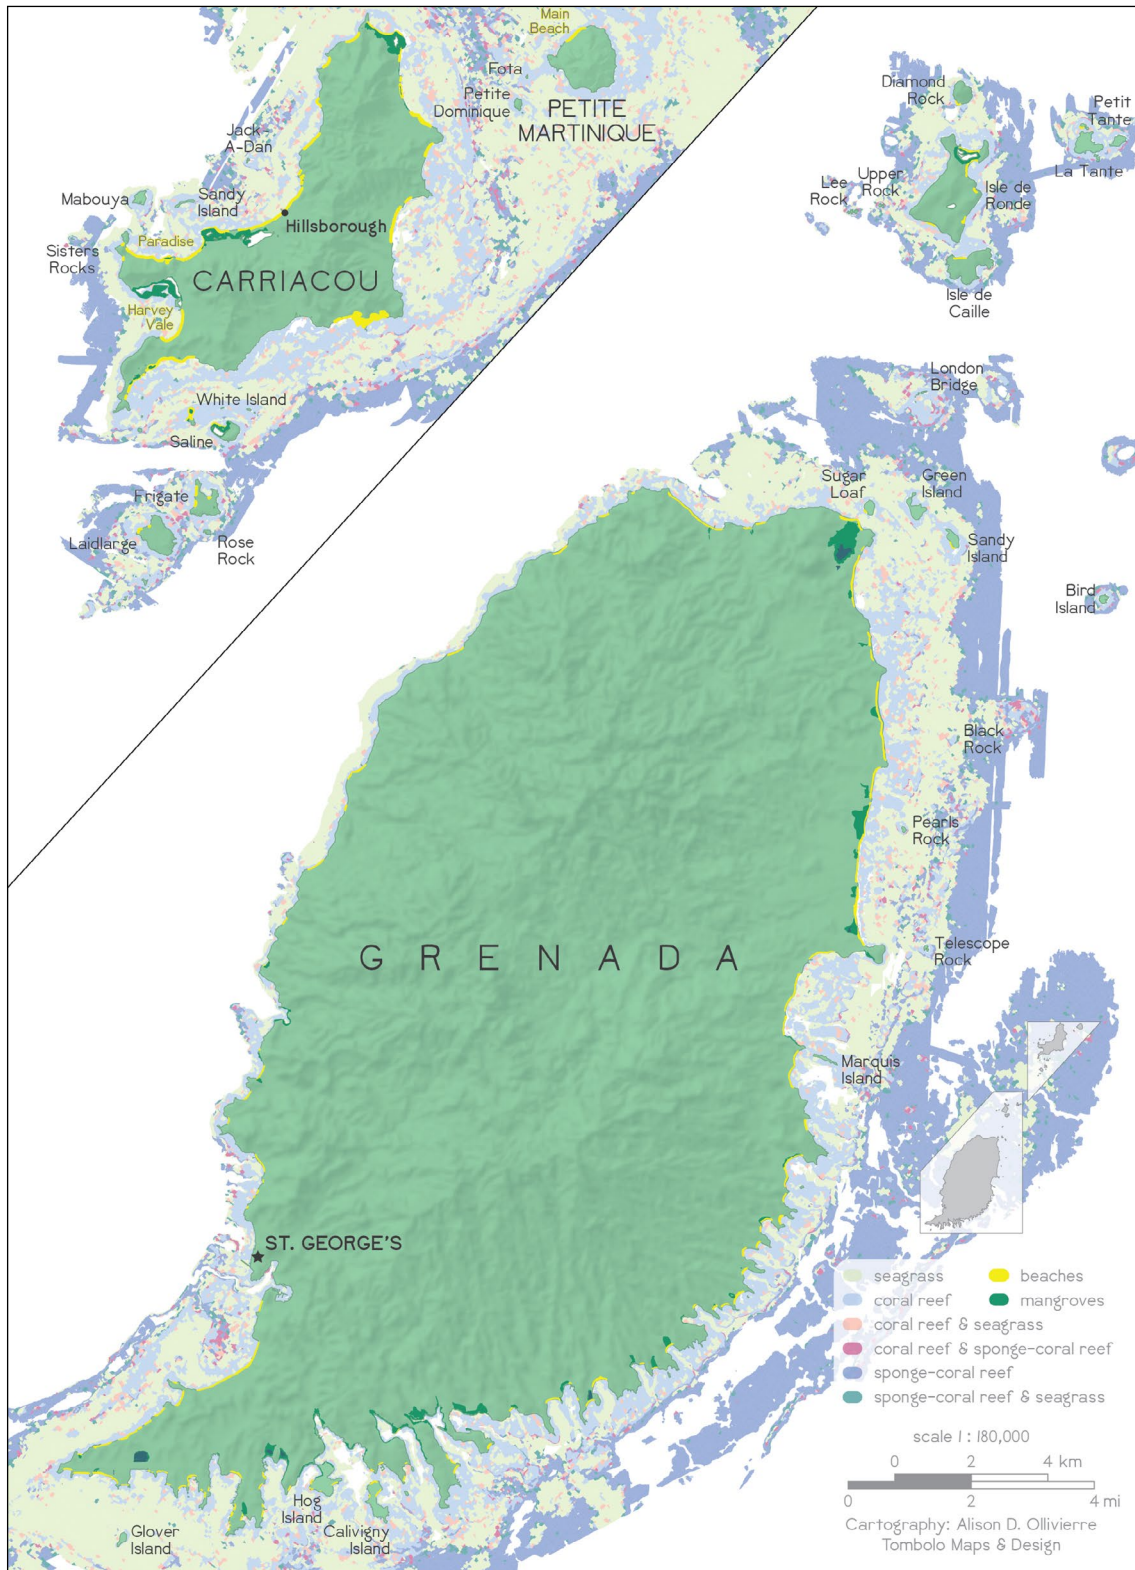 Main
Beach
Fota
Petite
Dominique
PETITE
MARTINIQUE
Jack-
A-Dan
Mabouya
Sandy
Island
Hillsborough
Paradise
Sisters
Rocks
CARRIACOU
Harvey
Vale
White Island
Saline
Frigate
Laidlarge
Rose
Rock
Diamond
Rock
Petit
Tante
La Tante
Upper
Rock
Lee
Rock
Isle de
Ronde
Isle de
Caille
London
Bridge
Sugar
Loaf
Green
Island
Sandy
Island
Bird
Island
Black
Rock
Pearls
Rock
GRENADA
Telescope
Rock
Marquis
Island
ST. GEORGE'S
Hog
Island
Calivigny
Island
Glover
Island
seagrass
beaches
coral reef
mangroves
coral reef & seagrass
coral reef & sponge-coral reef
sponge-coral reef
sponge-coral reef & seagrass
scale 1 : 180,000
0 2 4 km
0 2 4 mi
Cartography: Alison D. Ollivierre
Tombolo Maps & Design